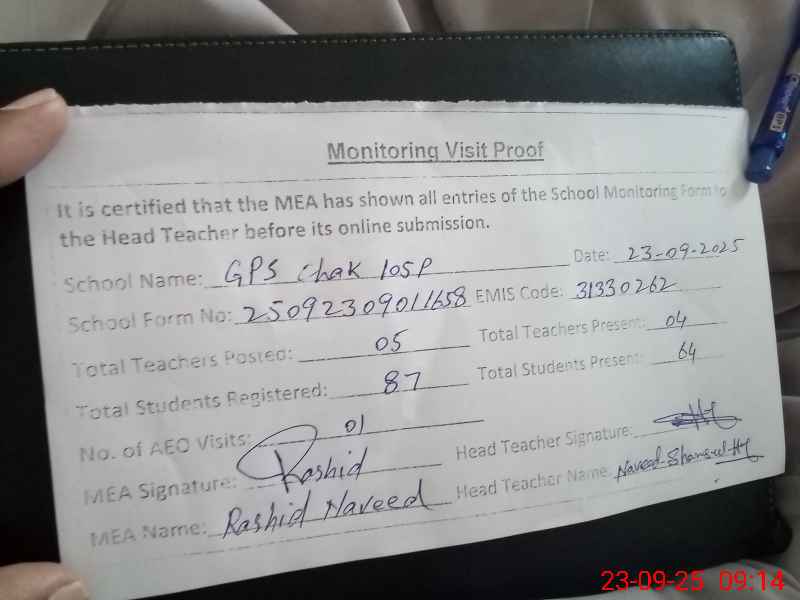 Monitoring Visit Proof
It is certified that the MEA has shown all entries of the School Monitoring Form to
the Head Teacher before its online submission.
School Name: GPS Chak 105P Date: 23-09-2025
School Form No: 25092309011658 EMIS Code: 31330262
Total Teachers Posted: 05 Total Teachers Present: 04
Total Students Registered: 87 Total Students Present: 64
No. of AEO Visits: 01
MEA Signature: Rashid Head Teacher Signature:
MEA Name: Rashid Naveed Head Teacher Name: Naveed
23-09-25 09:14